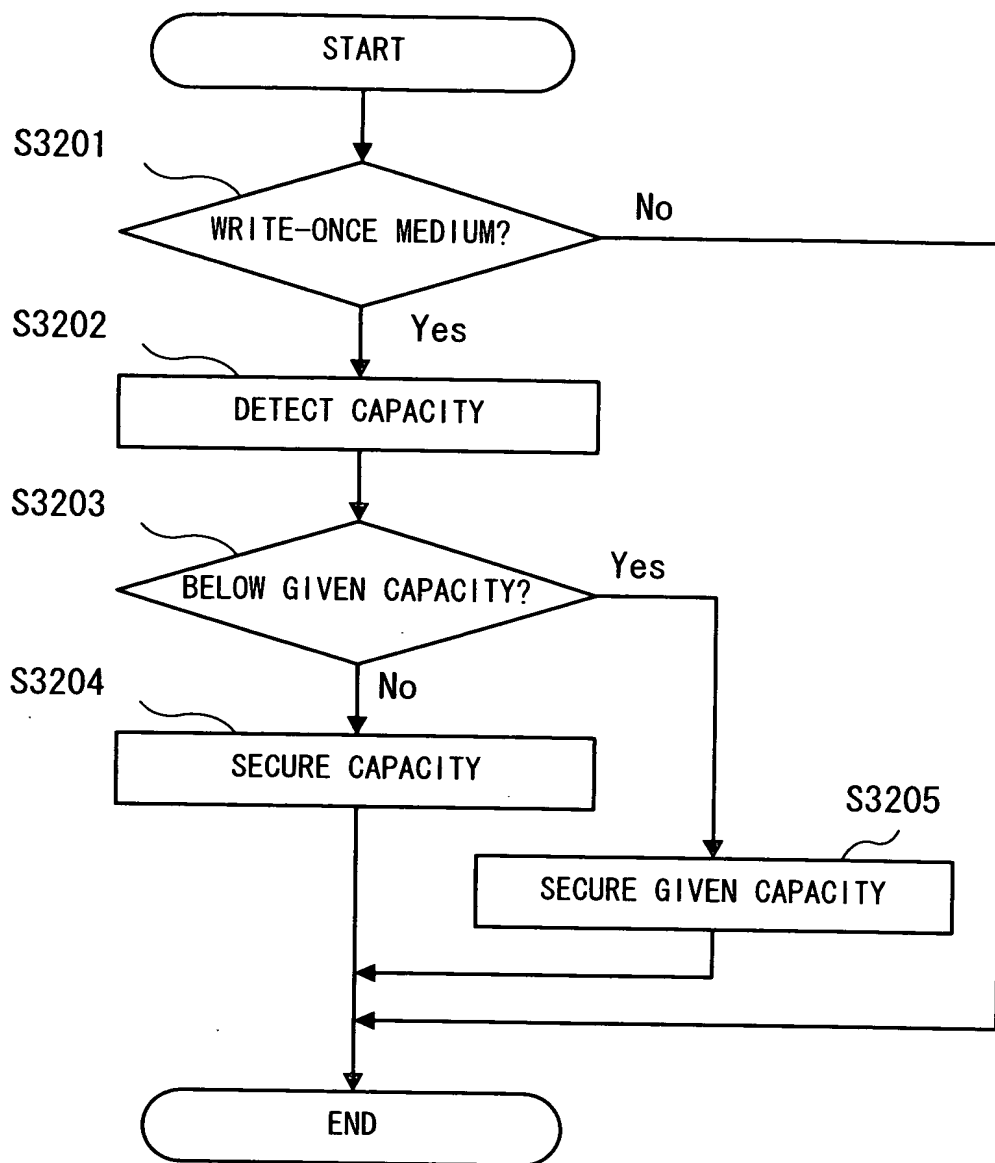 START
S3201
WRITE-ONCE MEDIUM?
No
S3202
Yes
DETECT CAPACITY
S3203
BELOW GIVEN CAPACITY?
Yes
S3204
No
SECURE CAPACITY
S3205
SECURE GIVEN CAPACITY
END